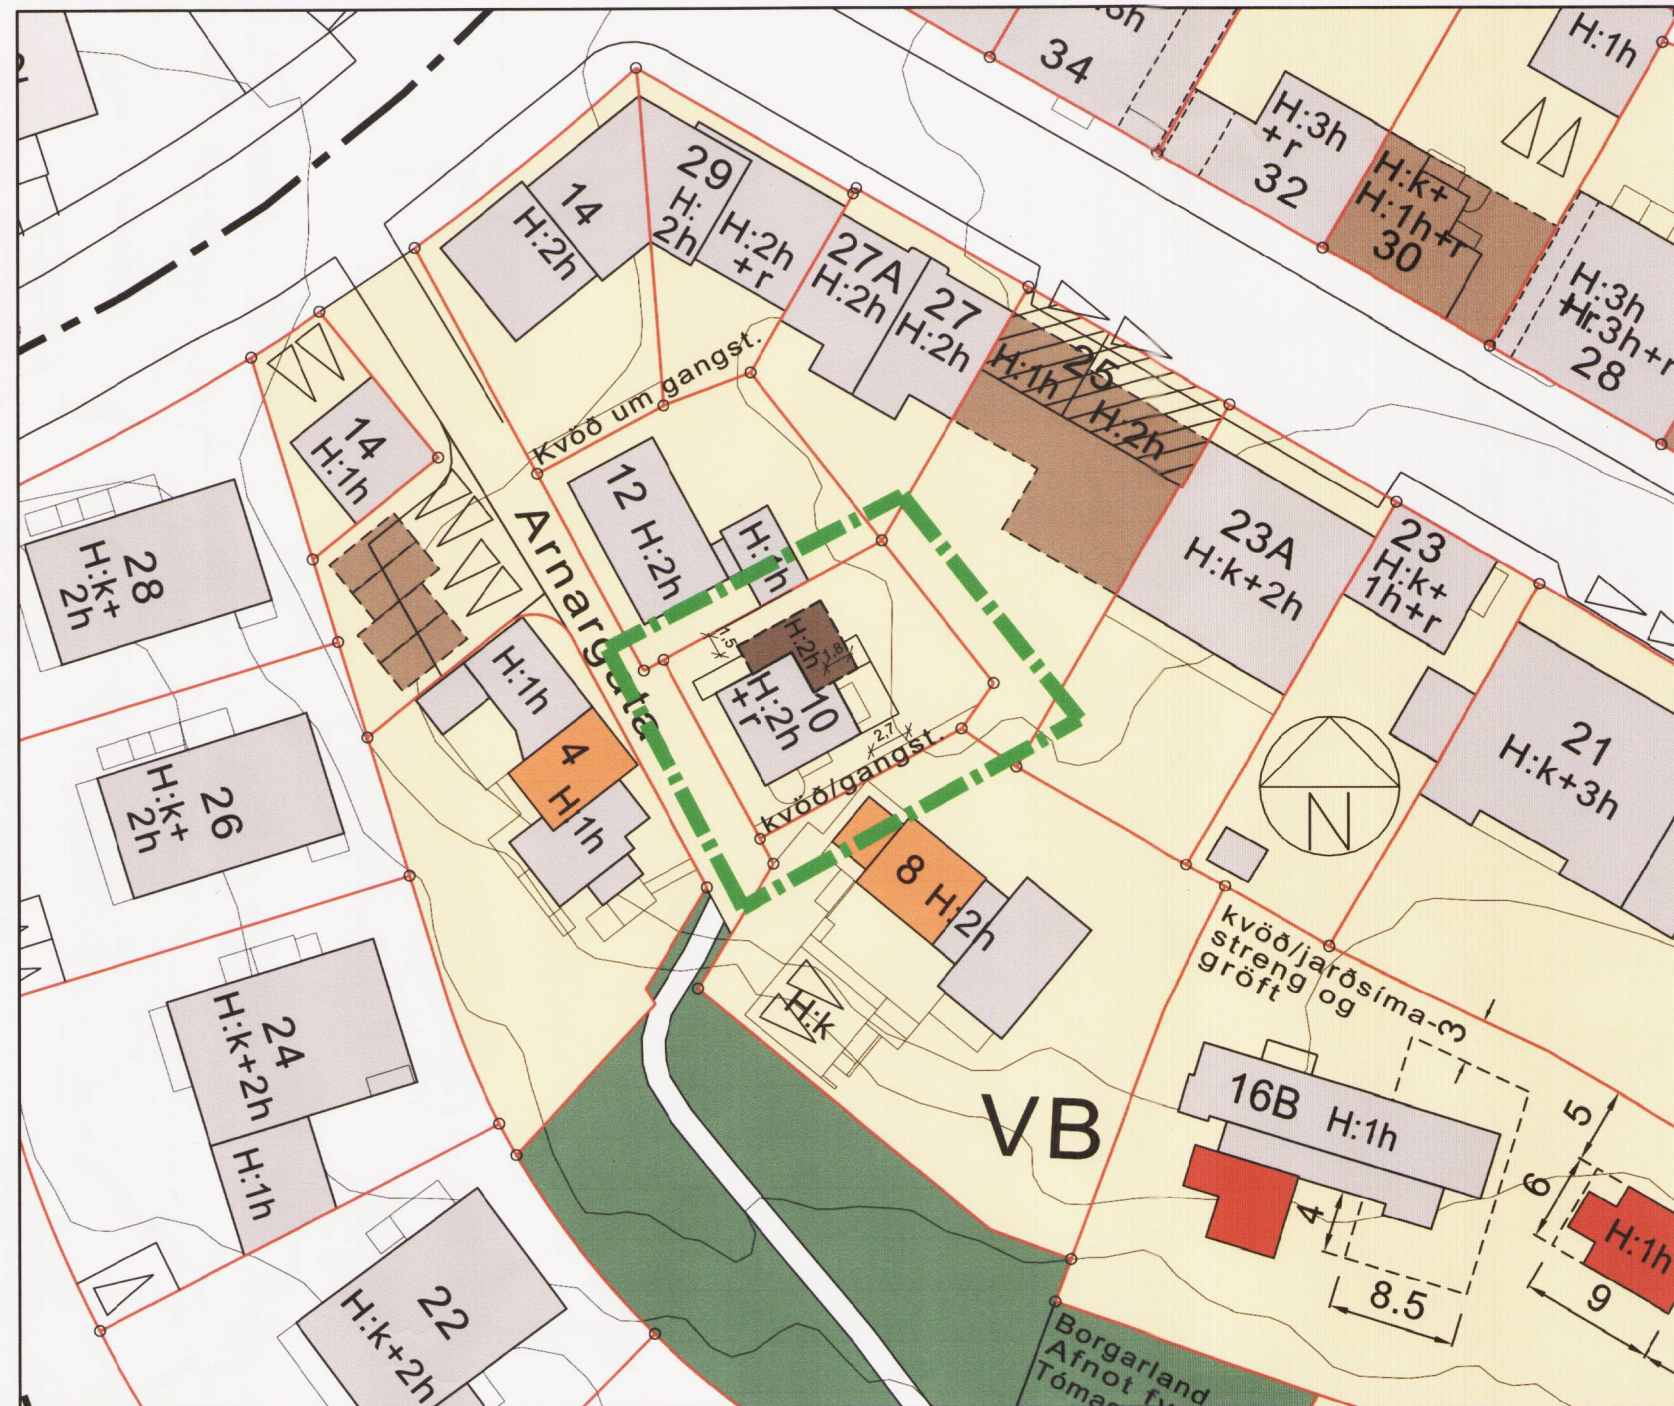 34
H:3h
+r
32
H:k+
H:1h+r
30
H:1h
H:3h
28
29
H:
2h
H:2h
+r
14
H:2h
27A
H:2h
27
H:2h
25
H:1h
H:2h
Kvöð um gangst.
14
H:1h
12 H:2h
23A
H:k+2h
23
H:k+
1h+r
21
H:k+3h
28
H:k+
2h
Arnargata
1,5
H:2h
1.8
10
H:2h
+r
2,7
kvöð/gangst.
H:1h
4
H:1h
8 H:2h
H:k
N
26
H:k+
2h
24
H:k+2h
H:1h
22
H:k+2h
kvöð/jarðsíma-
streng og
gröft
3
VB
16B H:1h
5
6
4
8.5
9
H:1h
Borgarland
Afnot